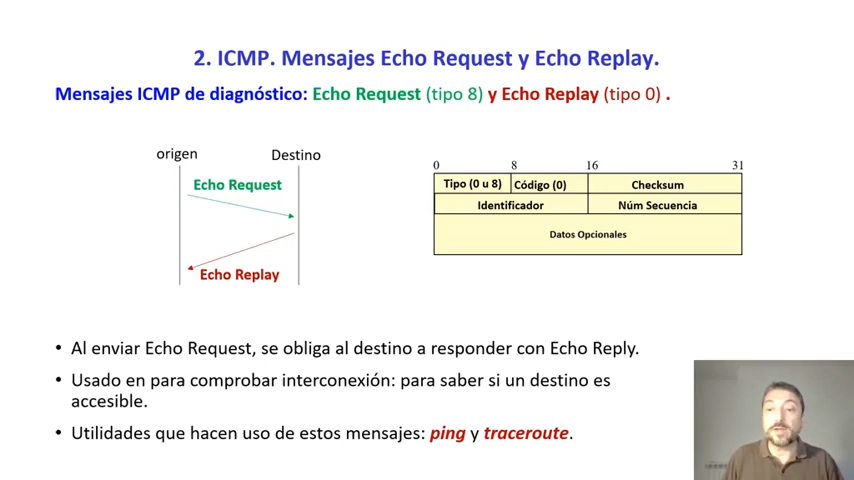 2. ICMP. Mensajes Echo Request y Echo Replay.
Mensajes ICMP de diagnóstico: Echo Request (tipo 8) y Echo Replay (tipo 0) .
origen
Destino
Echo Request
Echo Replay
0 8 16 31
Tipo (0 u 8) Código (0) Checksum
Identificador Núm Secuencia
Datos Opcionales
• Al enviar Echo Request, se obliga al destino a responder con Echo Reply.
• Usado en para comprobar interconexión: para saber si un destino es
accesible.
• Utilidades que hacen uso de estos mensajes: ping y traceroute.